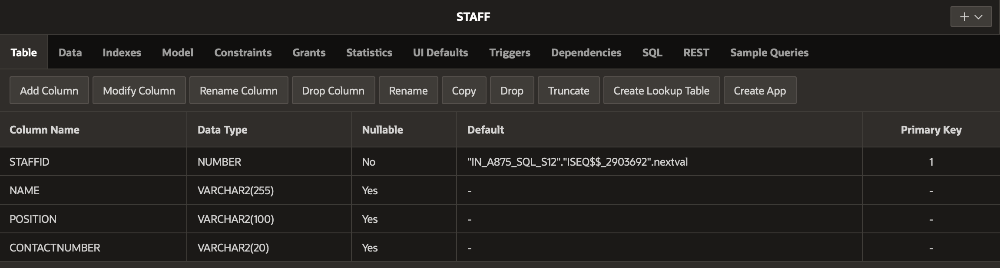 STAFF
Table Data Indexes Model Constraints Grants Statistics UI Defaults Triggers Dependencies SQL REST Sample Queries
Add Column Modify Column Rename Column Drop Column Rename Copy Drop Truncate Create Lookup Table Create App
Column Name Data Type Nullable Default Primary Key
STAFFID NUMBER No "IN_A875_SQL_S12"."ISEQ$$_2903692".nextval 1
NAME VARCHAR2(255) Yes - -
POSITION VARCHAR2(100) Yes - -
CONTACTNUMBER VARCHAR2(20) Yes - -